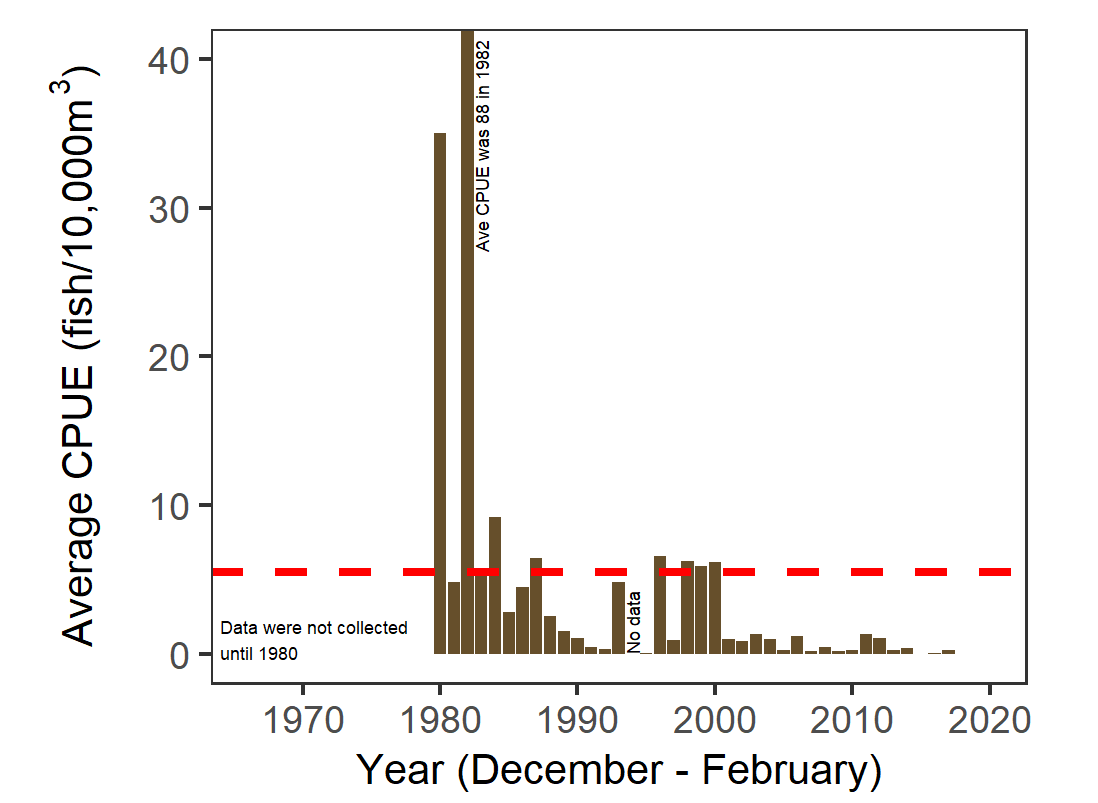 Average CPUE (fish/10,000m³)
40
30
20
10
0
Ave CPUE was 88 in 1982
No data
Data were not collected
until 1980
1970 1980 1990 2000 2010 2020
Year (December - February)